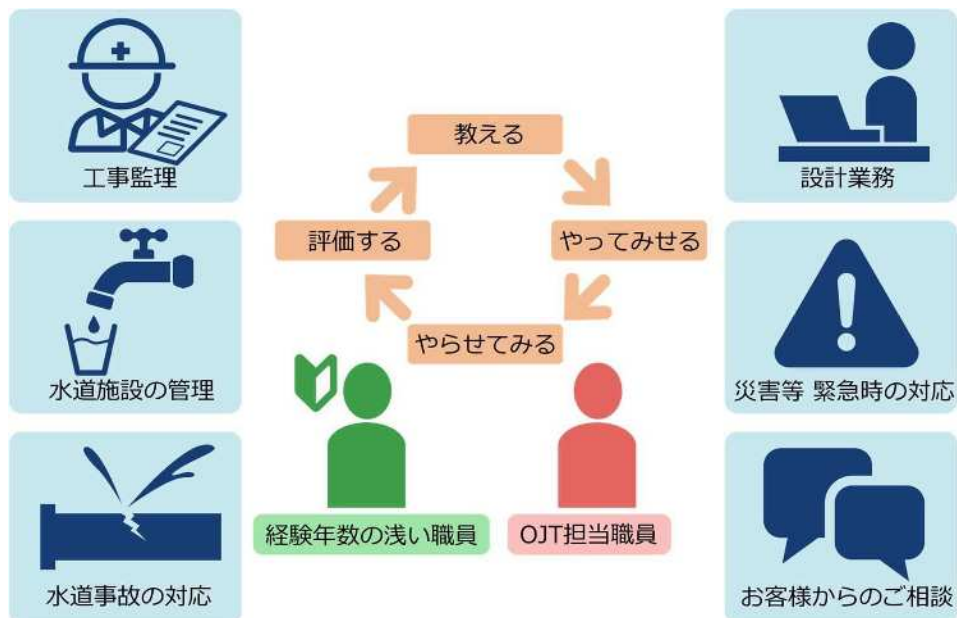 工事監理
水道施設の管理
水道事故の対応
教える
やってみせる
やらせてみる
評価する
経験年数の浅い職員
OJT担当職員
設計業務
災害等 緊急時の対応
お客様からのご相談